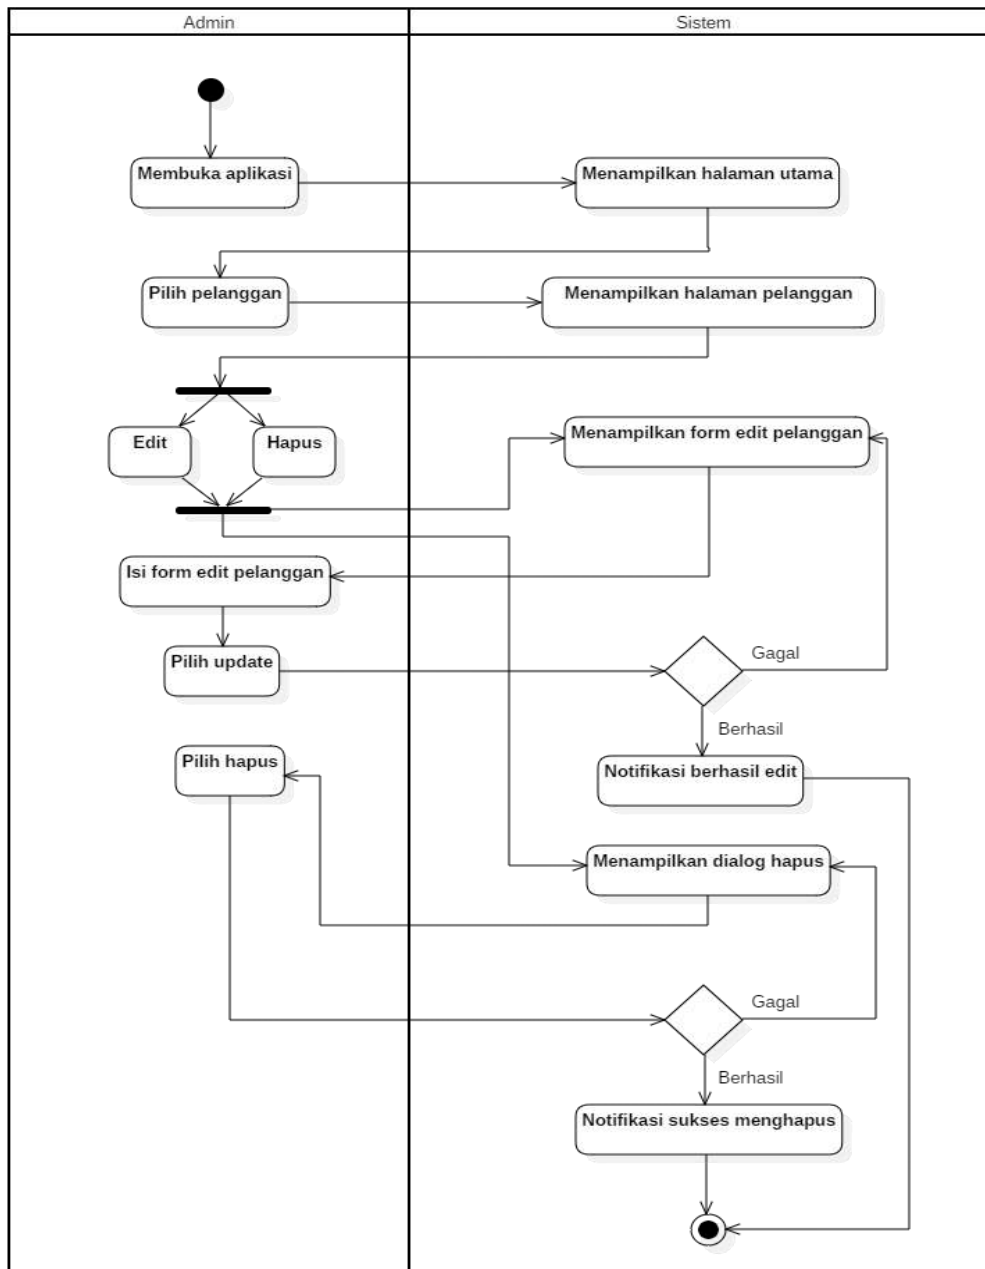 Admin
Sistem
Membuka aplikasi
Menampilkan halaman utama
Pilih pelanggan
Menampilkan halaman pelanggan
Edit
Hapus
Menampilkan form edit pelanggan
Isi form edit pelanggan
Pilih update
Gagal
Berhasil
Pilih hapus
Notifikasi berhasil edit
Menampilkan dialog hapus
Gagal
Berhasil
Notifikasi sukses menghapus